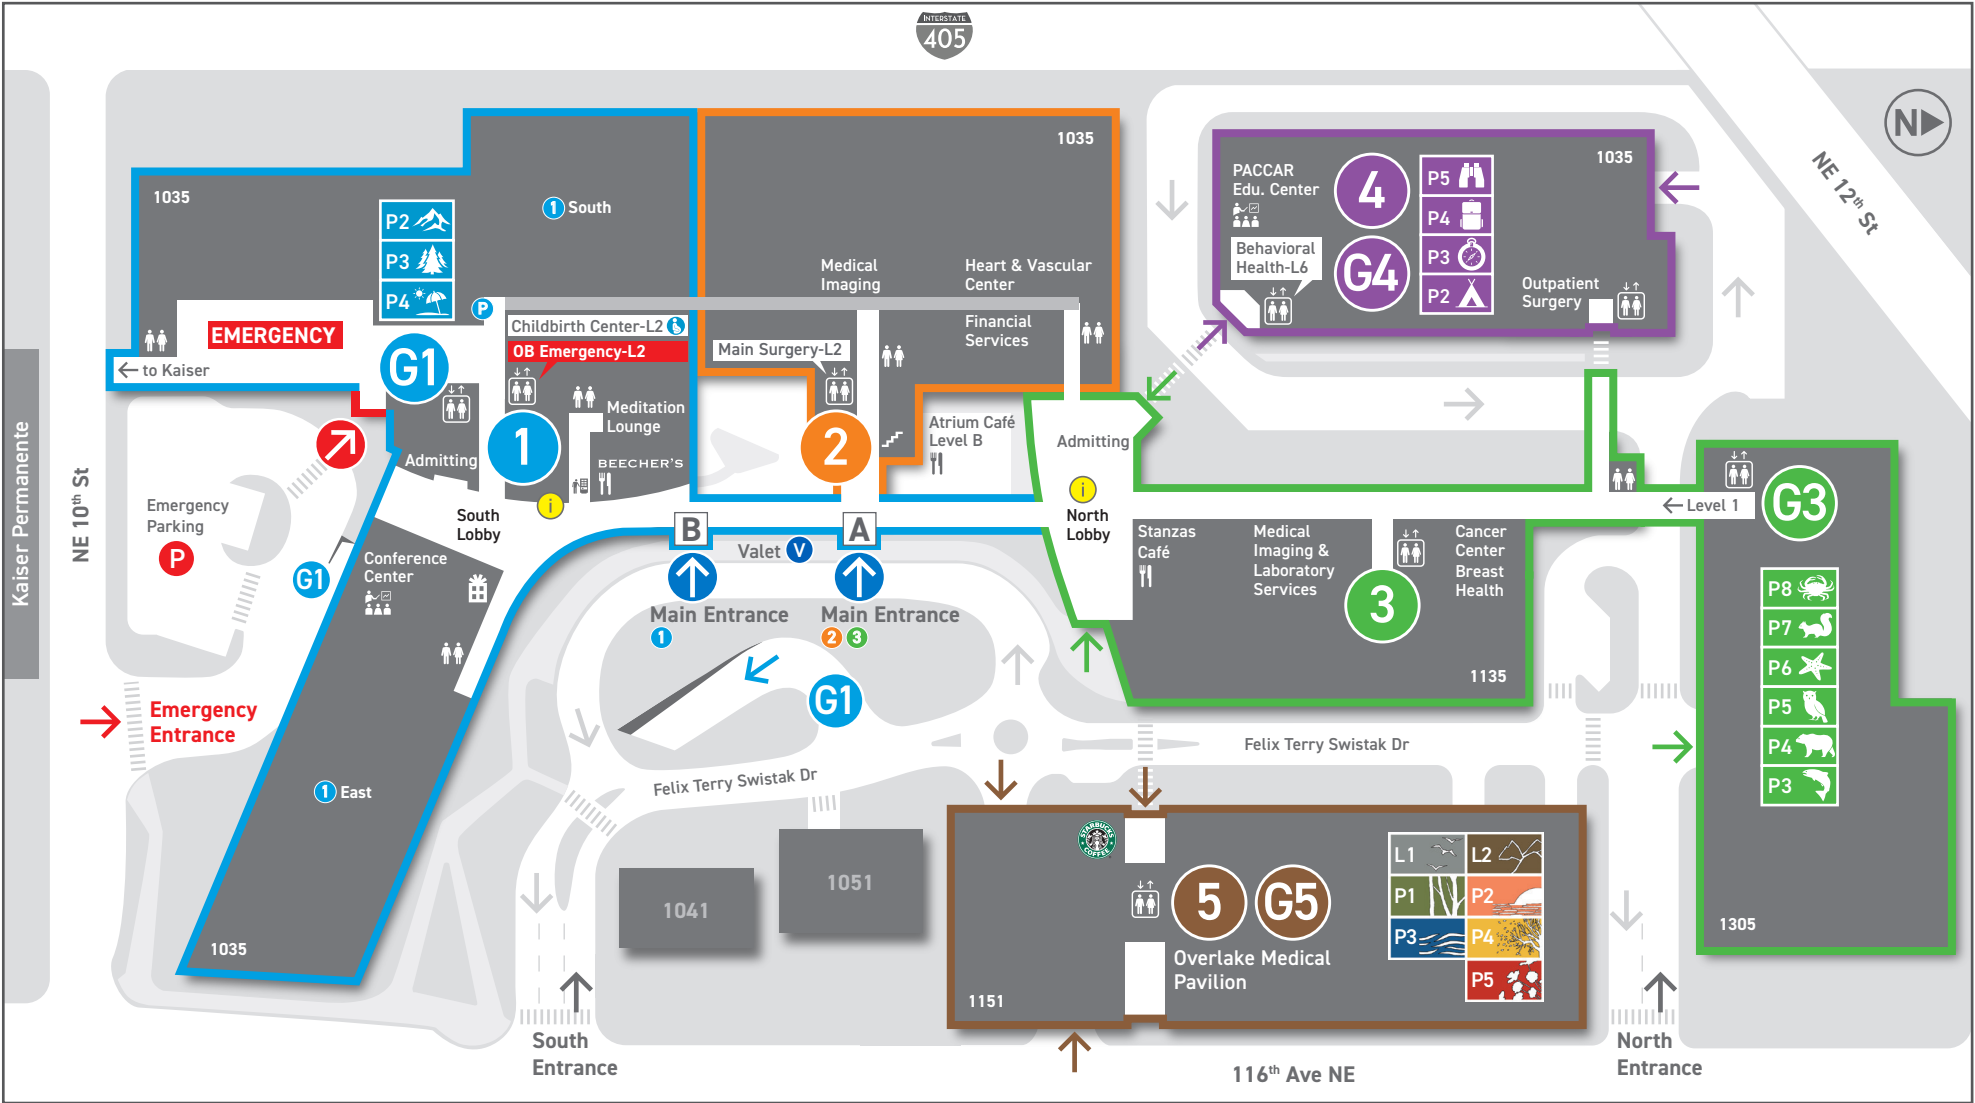 INTERSTATE
405
N
NE 12th St
Kaiser Permanente
NE 10th St
1035
P2
P3
P4
1 South
P
EMERGENCY
to Kaiser
G1
Childbirth Center-L2
OB Emergency-L2
1
Meditation
Lounge
BEECHER'S
Admitting
i
South
Lobby
1035
Medical
Imaging
Heart & Vascular
Center
Financial
Services
Main Surgery-L2
2
Atrium Café
Level B
Admitting
i
North
Lobby
PACCAR
Edu. Center
4
G4
1035
P5
P4
P3
P2
Behavioral
Health-L6
Outpatient
Surgery
Emergency
Parking
P
G1
Conference
Center
Emergency
Entrance
1 East
1035
B
A
Valet V
Main Entrance
1
Main Entrance
2 3
G1
Stanzas
Café
Medical
Imaging &
Laboratory
Services
3
Cancer
Center
Breast
Health
1135
Level 1
G3
P8
P7
P6
P5
P4
P3
1305
Felix Terry Swistak Dr
Felix Terry Swistak Dr
1041
1051
STARBUCKS
COFFEE
5
G5
Overlake Medical
Pavilion
1151
L1
L2
P1
P2
P3
P4
P5
South
Entrance
North
Entrance
116th Ave NE